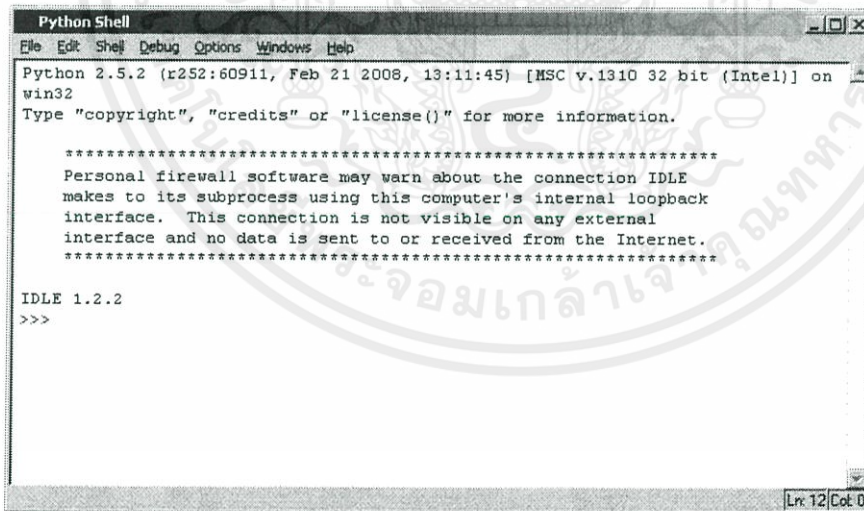 Python Shell
File Edit Shell Debug Options Windows Help
Python 2.5.2 (r252:60911, Feb 21 2008, 13:11:45) [MSC v.1310 32 bit (Intel)] on
win32
Type "copyright", "credits" or "license()" for more information.
****************************************************************
Personal firewall software may warn about the connection IDLE
makes to its subprocess using this computer's internal loopback
interface.  This connection is not visible on any external
interface and no data is sent to or received from the Internet.
****************************************************************
IDLE 1.2.2
>>>
Ln: 12 Col: 0